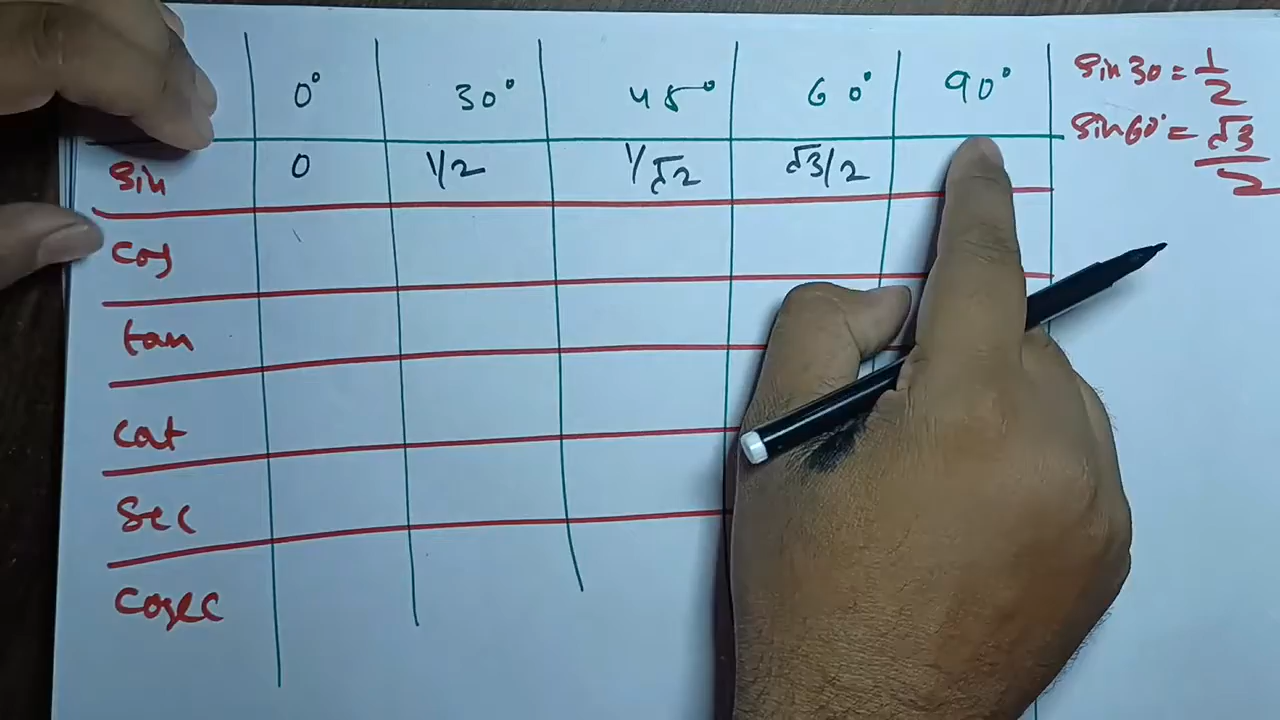 0° 30° 45° 60° 90°
sin 0 1/2 1/√2 √3/2
cos
tan
cat
sec
cosec
sin 30 = 1/2
sin 60° = √3/2